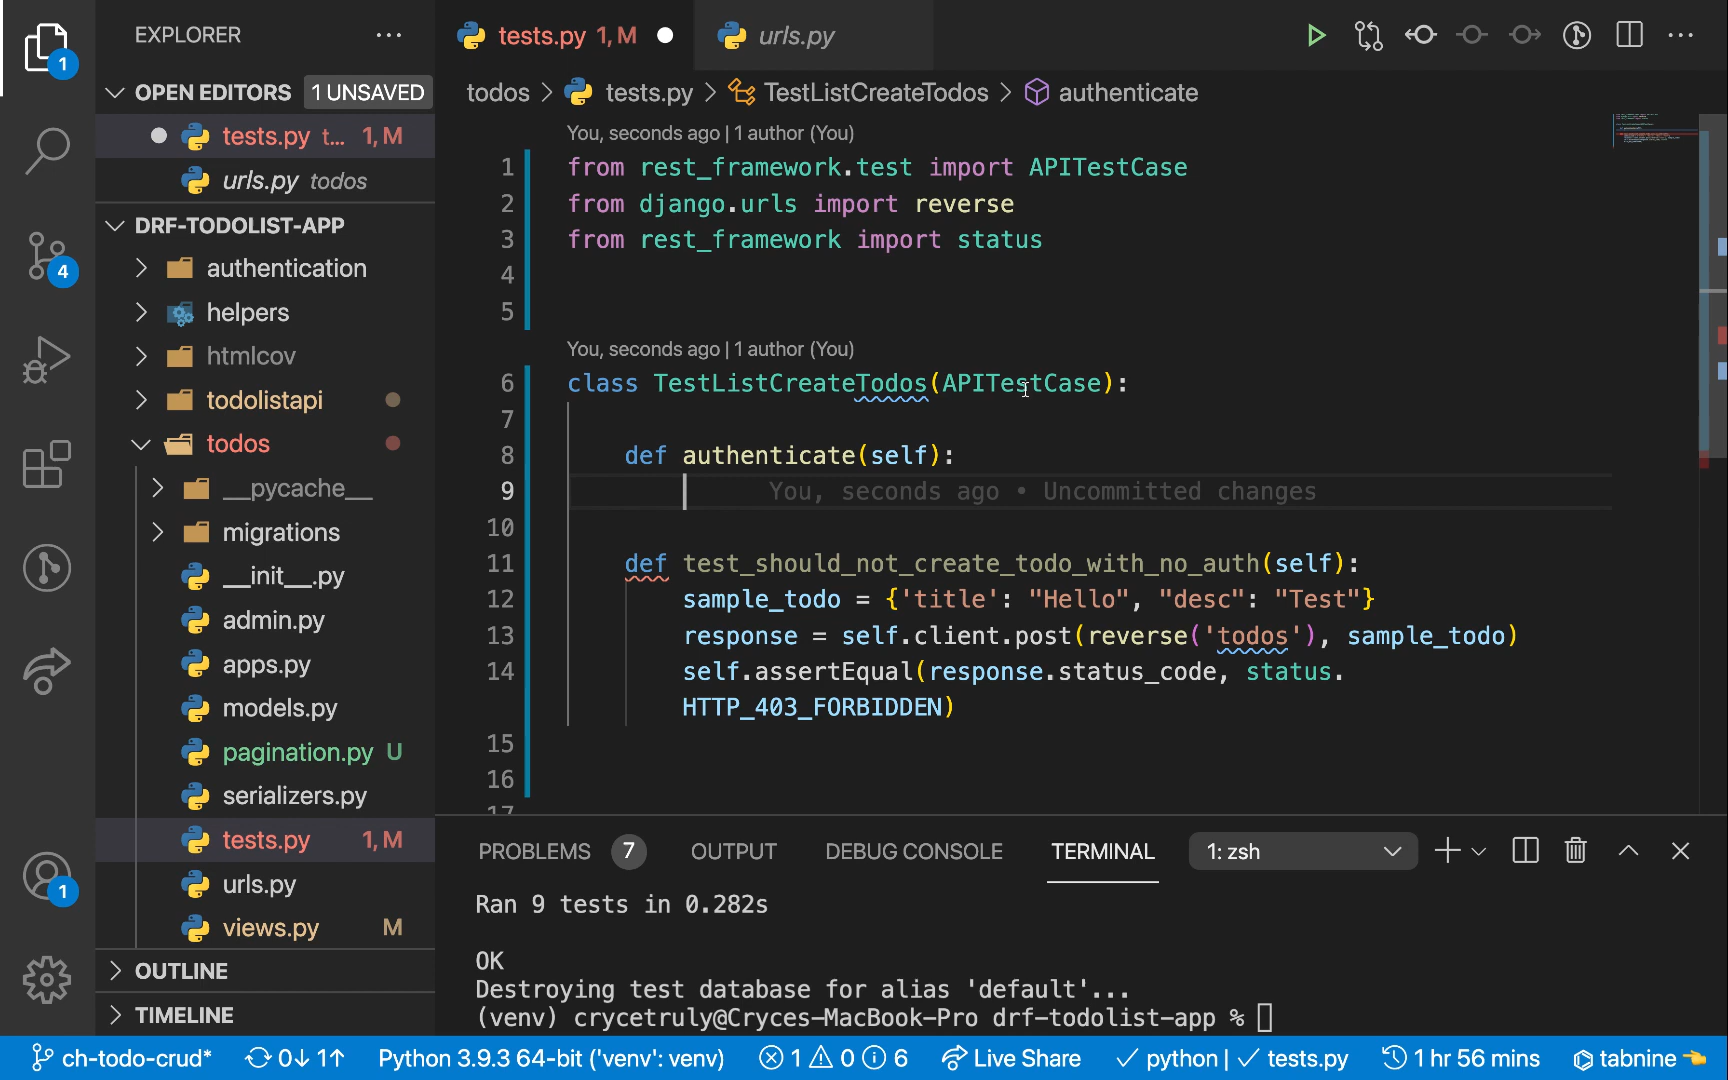 EXPLORER
OPEN EDITORS
1 UNSAVED
tests.py t... 1, M
urls.py todos
DRF-TODOLIST-APP
authentication
helpers
htmlcov
todolistapi
todos
__pycache__
migrations
__init__.py
admin.py
apps.py
models.py
pagination.py U
serializers.py
tests.py 1, M
urls.py
views.py M
OUTLINE
TIMELINE
1
4
1
tests.py 1, M
urls.py
todos > tests.py > TestListCreateTodos > authenticate
You, seconds ago | 1 author (You)
1 from rest_framework.test import APITestCase
2 from django.urls import reverse
3 from rest_framework import status
4
5
You, seconds ago | 1 author (You)
6 class TestListCreateTodos(APITestCase):
7
8 def authenticate(self):
9 You, seconds ago • Uncommitted changes
10
11 def test_should_not_create_todo_with_no_auth(self):
12 sample_todo = {'title': "Hello", "desc": "Test"}
13 response = self.client.post(reverse('todos'), sample_todo)
14 self.assertEqual(response.status_code, status.
HTTP_403_FORBIDDEN)
15
16
17
PROBLEMS 7 OUTPUT DEBUG CONSOLE TERMINAL 1: zsh
Ran 9 tests in 0.282s
OK
Destroying test database for alias 'default'...
(venv) crycetruly@Cryces-MacBook-Pro drf-todolist-app %
ch-todo-crud* 0↓ 1↑ Python 3.9.3 64-bit ('venv': venv) 1 0 6 Live Share ✓ python | ✓ tests.py 1 hr 56 mins tabnine